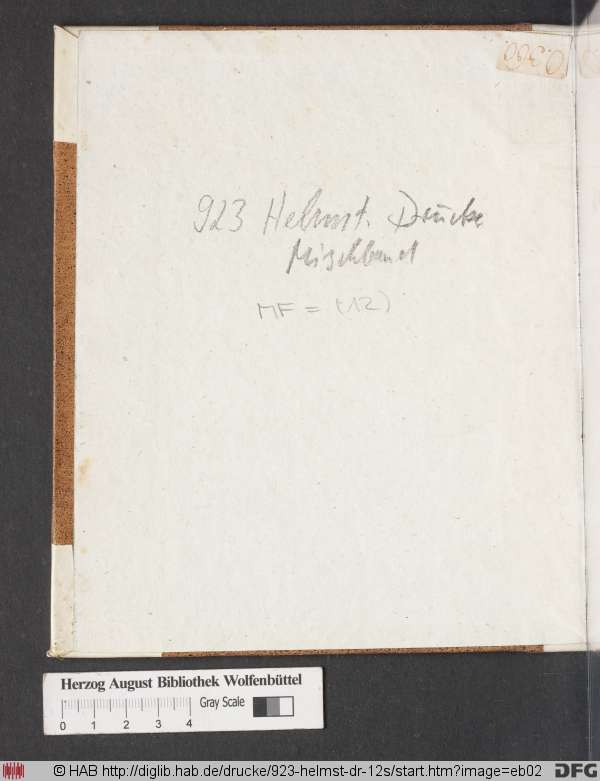 O.360.
923 Helmst. Drucke
Mischband
MF = (12)
Herzog August Bibliothek Wolfenbüttel
0 1 2 3 4 Gray Scale
© HAB http://diglib.hab.de/drucke/923-helmst-dr-12s/start.htm?image=eb02
DFG